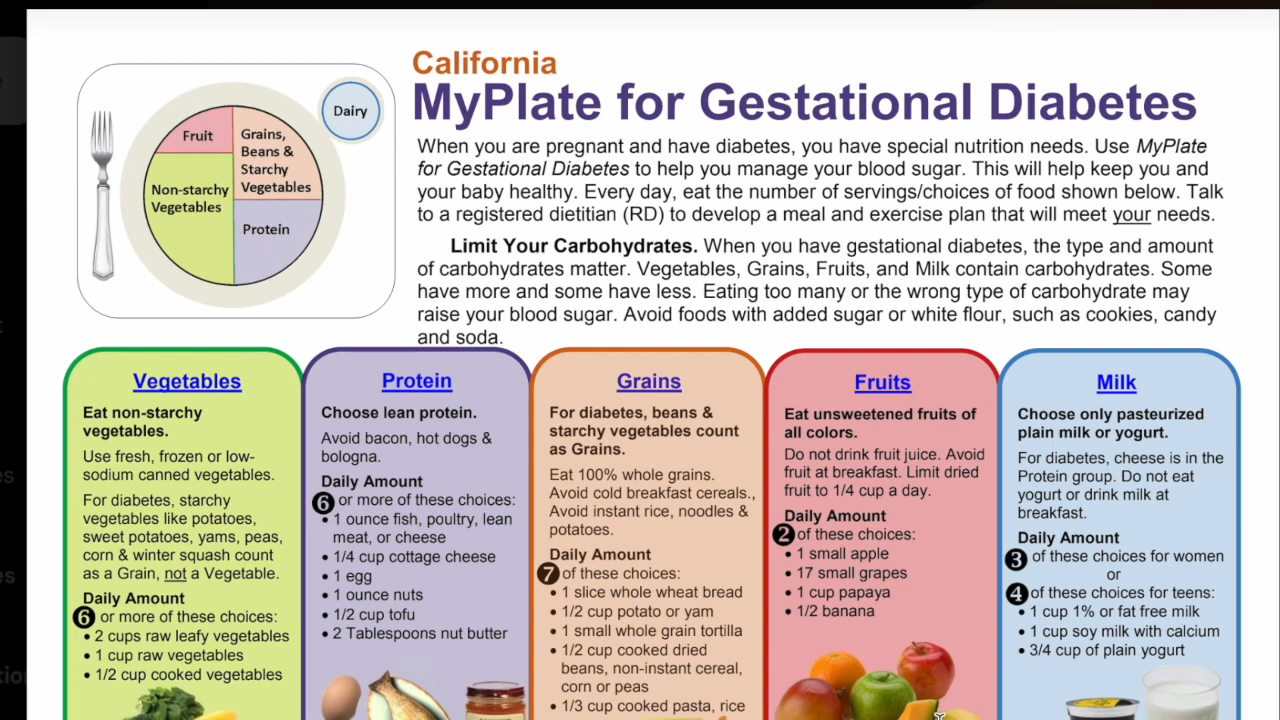 California
MyPlate for Gestational Diabetes
Dairy
Fruit
Grains,
Beans &
Starchy
Vegetables
Non-starchy
Vegetables
Protein
When you are pregnant and have diabetes, you have special nutrition needs. Use MyPlate
for Gestational Diabetes to help you manage your blood sugar. This will help keep you and
your baby healthy. Every day, eat the number of servings/choices of food shown below. Talk
to a registered dietitian (RD) to develop a meal and exercise plan that will meet your needs.
Limit Your Carbohydrates. When you have gestational diabetes, the type and amount
of carbohydrates matter. Vegetables, Grains, Fruits, and Milk contain carbohydrates. Some
have more and some have less. Eating too many or the wrong type of carbohydrate may
raise your blood sugar. Avoid foods with added sugar or white flour, such as cookies, candy
and soda.
Vegetables
Eat non-starchy
vegetables.
Use fresh, frozen or low-
sodium canned vegetables.
For diabetes, starchy
vegetables like potatoes,
sweet potatoes, yams, peas,
corn & winter squash count
as a Grain, not a Vegetable.
Daily Amount
6 or more of these choices:
• 2 cups raw leafy vegetables
• 1 cup raw vegetables
• 1/2 cup cooked vegetables
Protein
Choose lean protein.
Avoid bacon, hot dogs &
bologna.
Daily Amount
6 or more of these choices:
• 1 ounce fish, poultry, lean
meat, or cheese
• 1/4 cup cottage cheese
• 1 egg
• 1 ounce nuts
• 1/2 cup tofu
• 2 Tablespoons nut butter
Grains
For diabetes, beans &
starchy vegetables count
as Grains.
Eat 100% whole grains.
Avoid cold breakfast cereals.,
Avoid instant rice, noodles &
potatoes.
Daily Amount
7 of these choices:
• 1 slice whole wheat bread
• 1/2 cup potato or yam
• 1 small whole grain tortilla
• 1/2 cup cooked dried
beans, non-instant cereal,
corn or peas
• 1/3 cup cooked pasta, rice
Fruits
Eat unsweetened fruits of
all colors.
Do not drink fruit juice. Avoid
fruit at breakfast. Limit dried
fruit to 1/4 cup a day.
Daily Amount
2 of these choices:
• 1 small apple
• 17 small grapes
• 1 cup papaya
• 1/2 banana
Milk
Choose only pasteurized
plain milk or yogurt.
For diabetes, cheese is in the
Protein group. Do not eat
yogurt or drink milk at
breakfast.
Daily Amount
3 of these choices for women
or
4 of these choices for teens:
• 1 cup 1% or fat free milk
• 1 cup soy milk with calcium
• 3/4 cup of plain yogurt